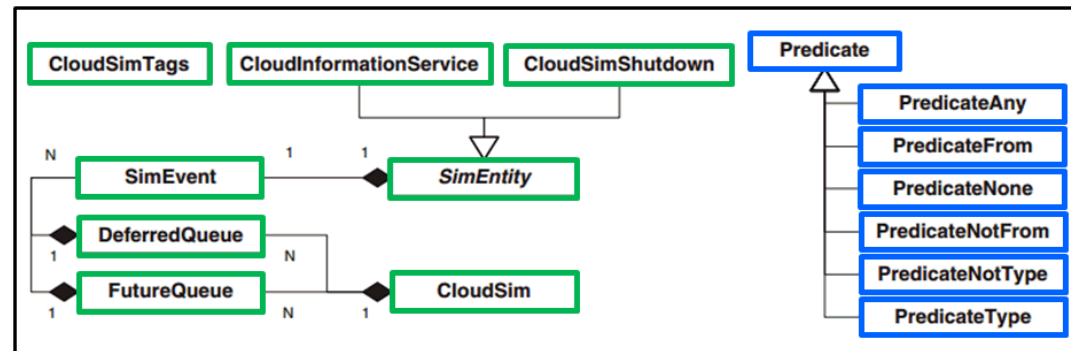 CloudSimTags
CloudInformationService
CloudSimShutdown
Predicate
PredicateAny
PredicateFrom
PredicateNone
PredicateNotFrom
PredicateNotType
PredicateType
N
1
1
SimEvent
SimEntity
DeferredQueue
1
N
FutureQueue
CloudSim
1
N
1